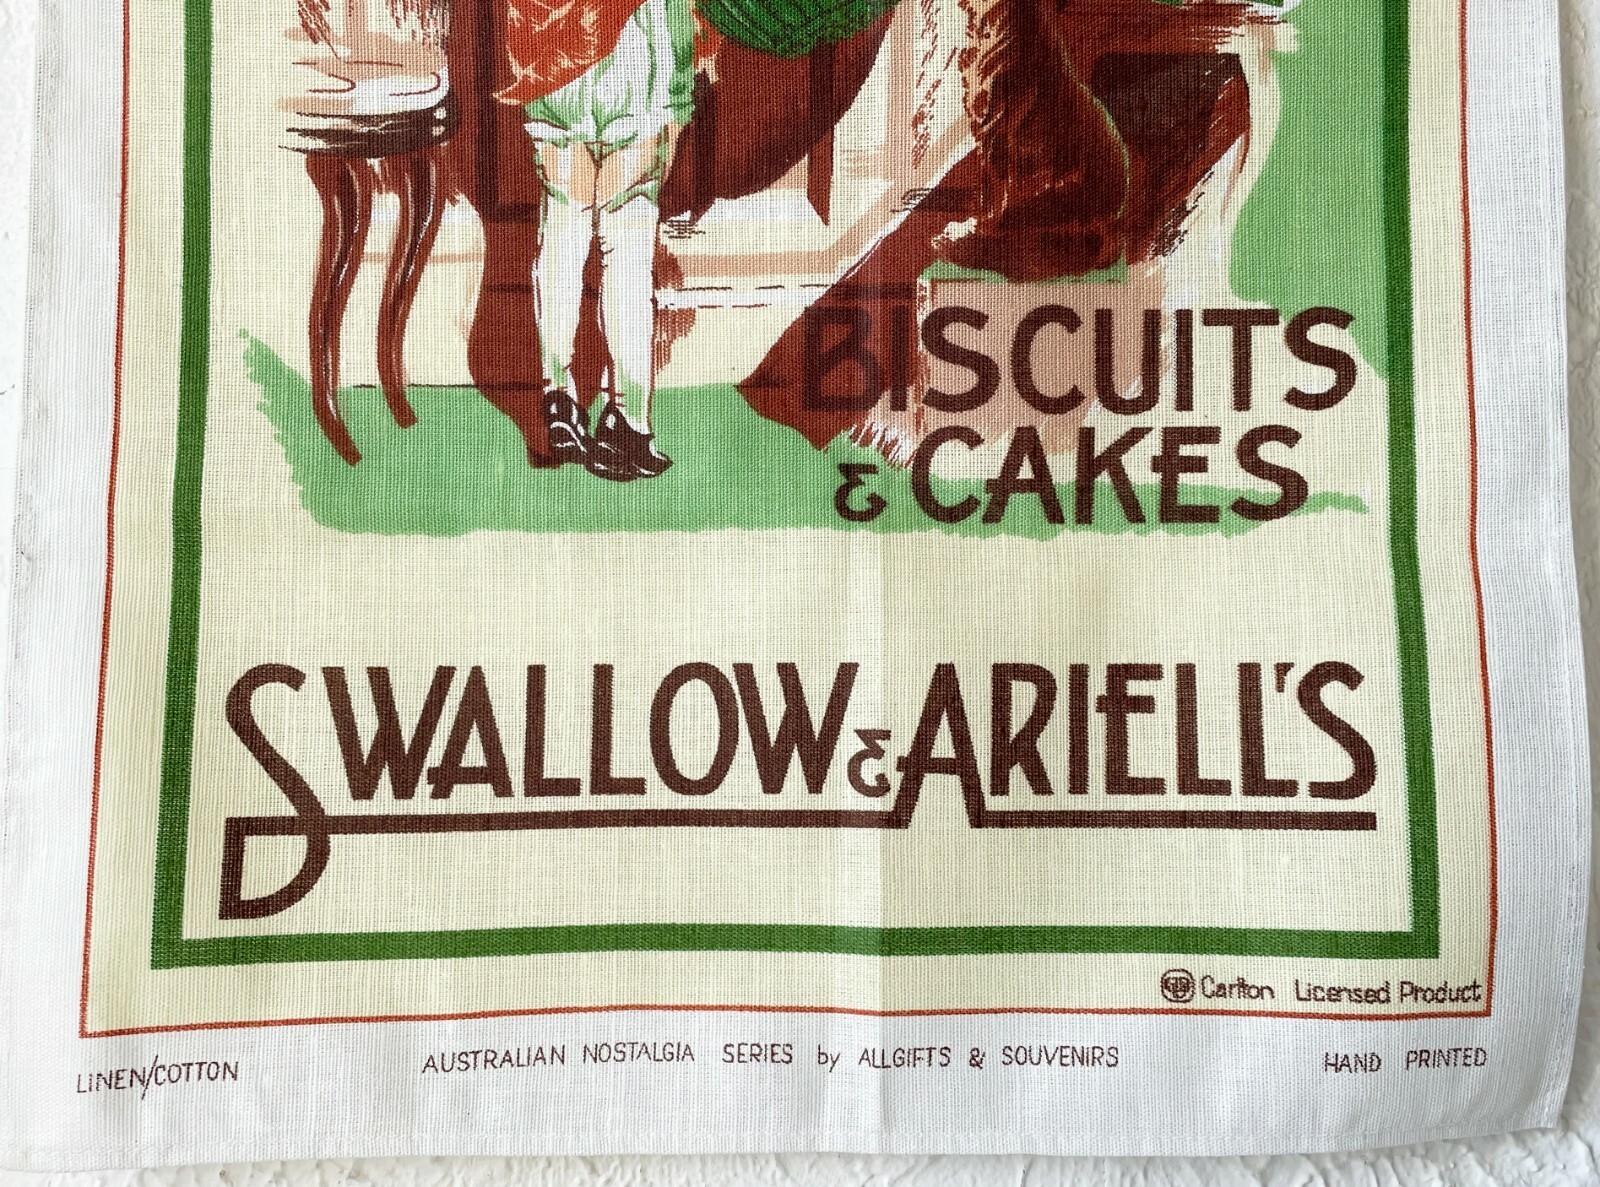 BISCUITS
& CAKES
SWALLOW & ARIELL'S
Carlton Licensed Product
LINEN/COTTON
AUSTRALIAN NOSTALGIA SERIES by ALLGIFTS & SOUVENIRS
HAND PRINTED